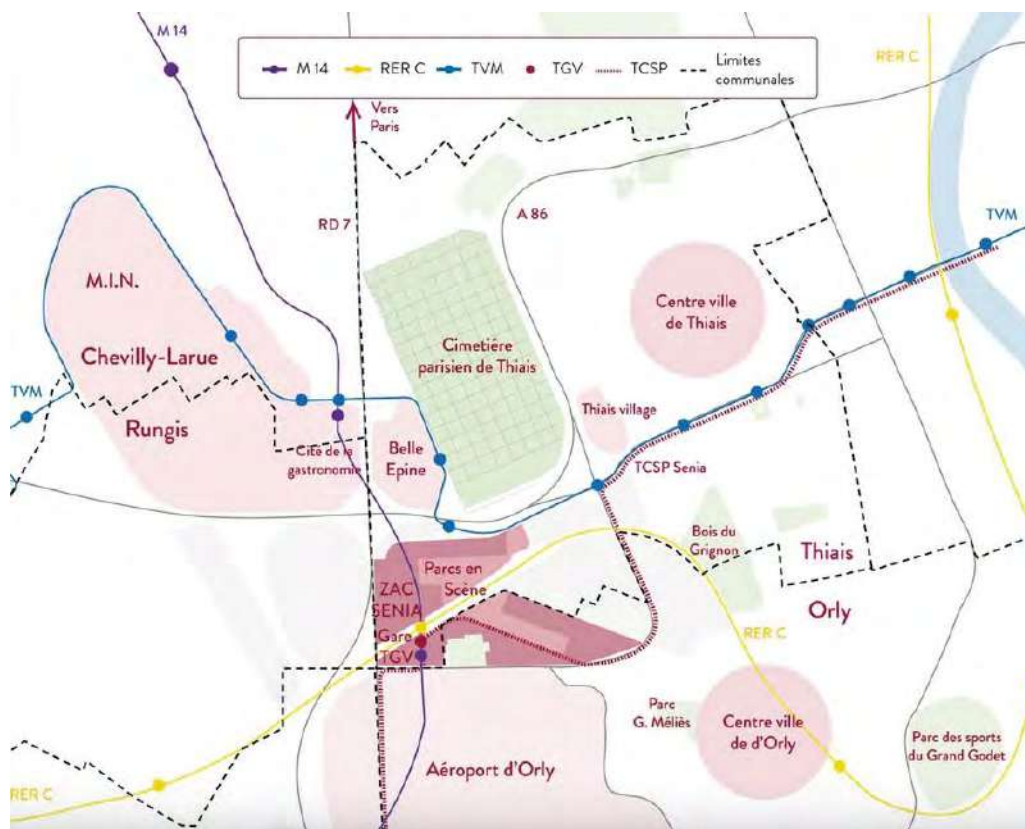 M 14
RER C
M 14
RER C
TVM
TGV
TCSP
Limites
communales
Vers
Paris
RD 7
A 86
TVM
M.I.N.
Centre ville
de Thiais
Cimetiére
parisien de Thiais
Chevilly-Larue
TVM
Rungis
Thiais village
Cité de la
gastronomie
Belle
Epine
TCSP Senia
Bois du
Grignon
Thiais
Parcs en
Scène
ZAC
SENIA
Orly
Gare
TGV
RER C
Parc
G. Méliès
Centre ville
de d'Orly
Parc des sports
du Grand Godet
Aéroport d'Orly
RER C